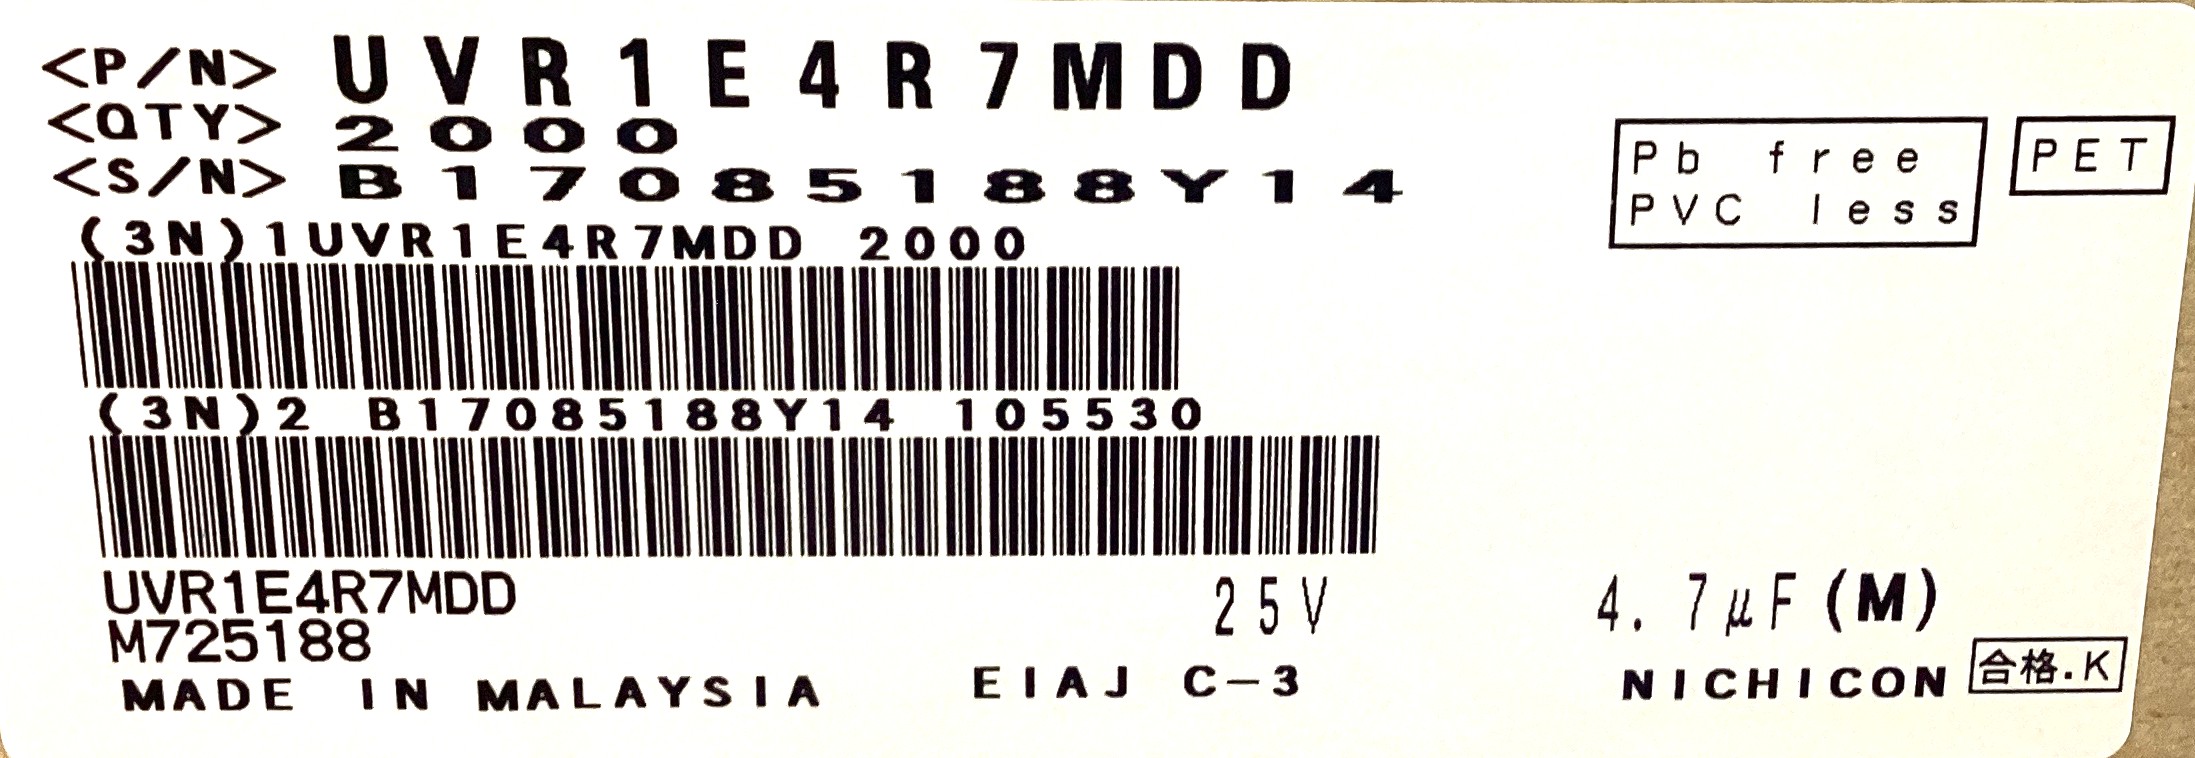 <P/N> UVR1E4R7MDD
<QTY> 2000
<S/N> B17085188Y14
Pb free
PVC less
PET
(3N)1UVR1E4R7MDD 2000
(3N)2 B17085188Y14 105530
UVR1E4R7MDD
25V
4.7μF(M)
M725188
MADE IN MALAYSIA
EIAJ C-3
NICHICON
合格.K